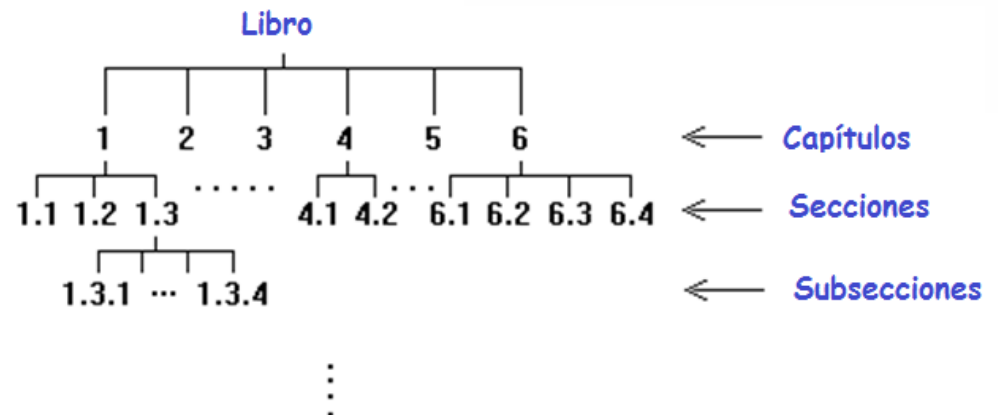 Libro
1 2 3 4 5 6 Capítulos
1.1 1.2 1.3 ..... 4.1 4.2 ... 6.1 6.2 6.3 6.4 Secciones
1.3.1 ... 1.3.4 Subsecciones